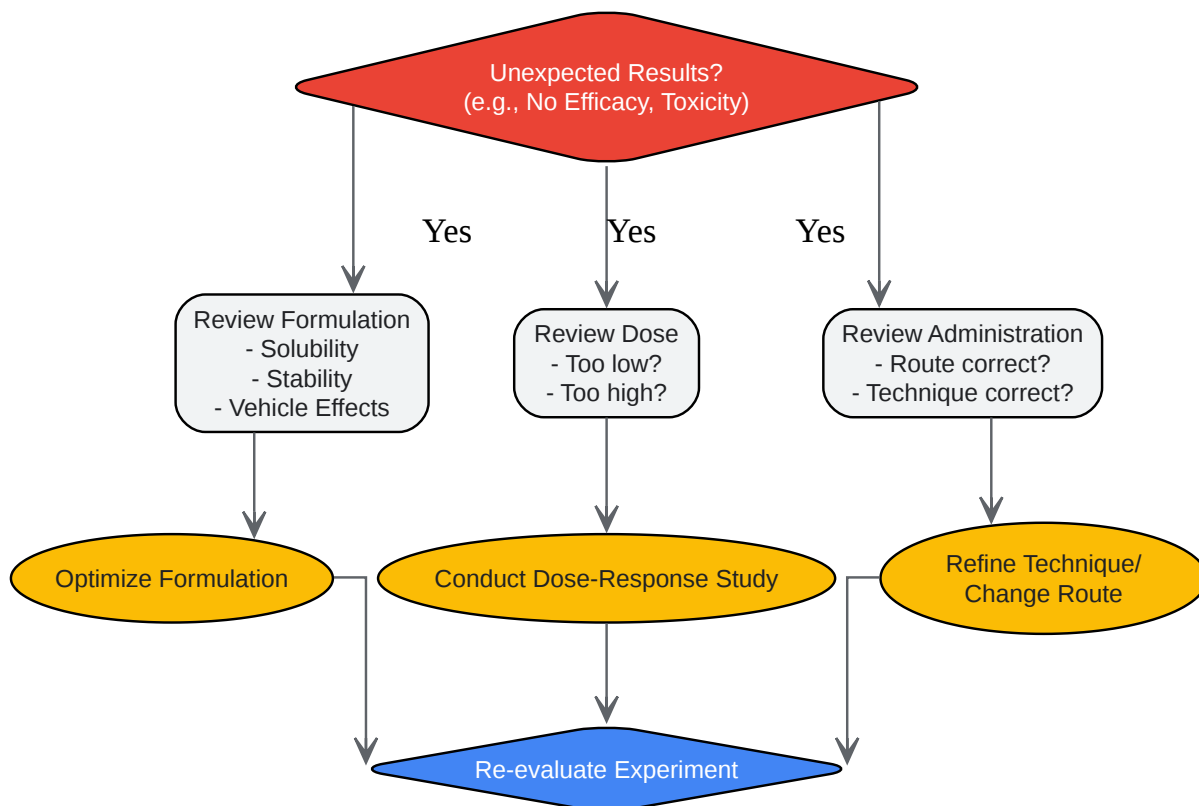 Unexpected Results?
(e.g., No Efficacy, Toxicity)
Yes
Yes
Yes
Review Formulation
- Solubility
- Stability
- Vehicle Effects
Review Dose
- Too low?
- Too high?
Review Administration
- Route correct?
- Technique correct?
Optimize Formulation
Conduct Dose-Response Study
Refine Technique/
Change Route
Re-evaluate Experiment